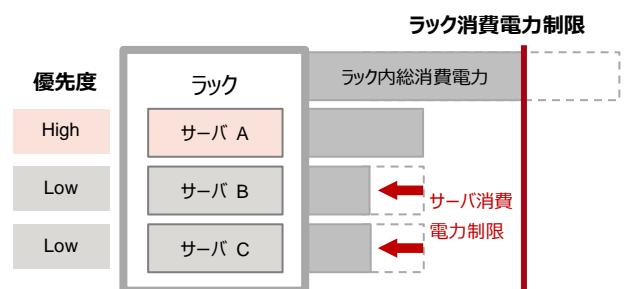 ラック消費電力制限
優先度
ラック
ラック内総消費電力
High
サーバ A
Low
サーバ B
サーバ消費
電力制限
Low
サーバ C